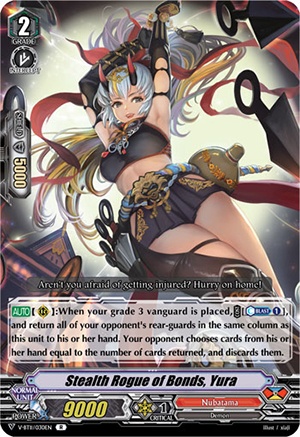 2
GRADE
INTERCEPT
5000
Aren't you afraid of getting injured? Hurry on home!
AUTO :When your grade 3 vanguard is placed, BLAST 1,
and return all of your opponent's rear-guards in the same column as
this unit to his or her hand. Your opponent chooses cards from his or
her hand equal to the number of cards returned, and discards them.
NORMAL
UNIT
Stealth Rogue of Bonds, Yura
POWER 9000
1
CRITICAL
Nubatama
Demon
V-BT11/030EN R